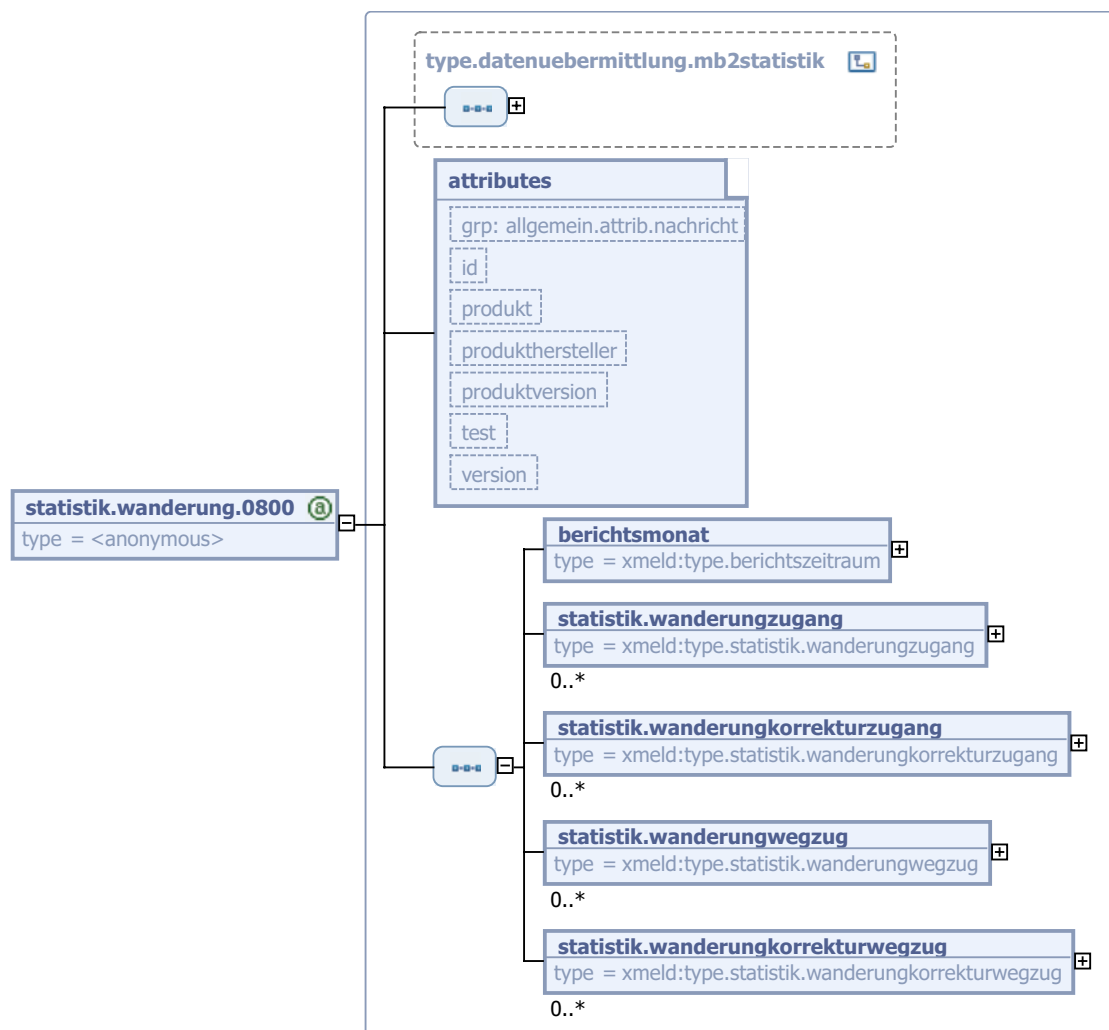 type.datenuebermittlung.mb2statistik
attributes
grp: allgemein.attrib.nachricht
id
produkt
produkthersteller
produktversion
test
version
statistik.wanderung.0800
type = <anonymous>
berichtsmonat
type = xmeld:type.berichtszeitraum
statistik.wanderungzugang
type = xmeld:type.statistik.wanderungzugang
0..*
statistik.wanderungkorrekturzugang
type = xmeld:type.statistik.wanderungkorrekturzugang
0..*
statistik.wanderungwegzug
type = xmeld:type.statistik.wanderungwegzug
0..*
statistik.wanderungkorrekturwegzug
type = xmeld:type.statistik.wanderungkorrekturwegzug
0..*